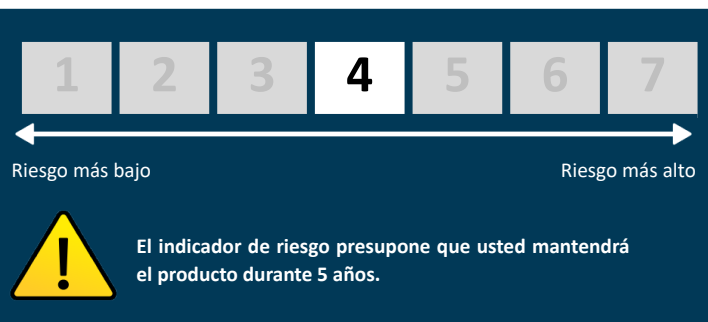 1 2 3 4 5 6 7
Riesgo más bajo Riesgo más alto
El indicador de riesgo presupone que usted mantendrá
el producto durante 5 años.